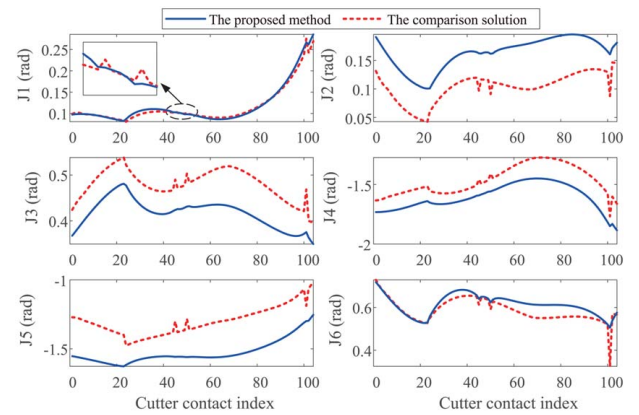 The proposed method The comparison solution
J1 (rad)
0.25
0.2
0.15
0.1
0 20 40 60 80 100
J2 (rad)
0.15
0.1
0.05
0 20 40 60 80 100
J3 (rad)
0.5
0.4
0 20 40 60 80 100
J4 (rad)
-1.5
-2
0 20 40 60 80 100
J5 (rad)
-1
-1.5
0 20 40 60 80 100
Cutter contact index
J6 (rad)
0.6
0.4
0 20 40 60 80 100
Cutter contact index